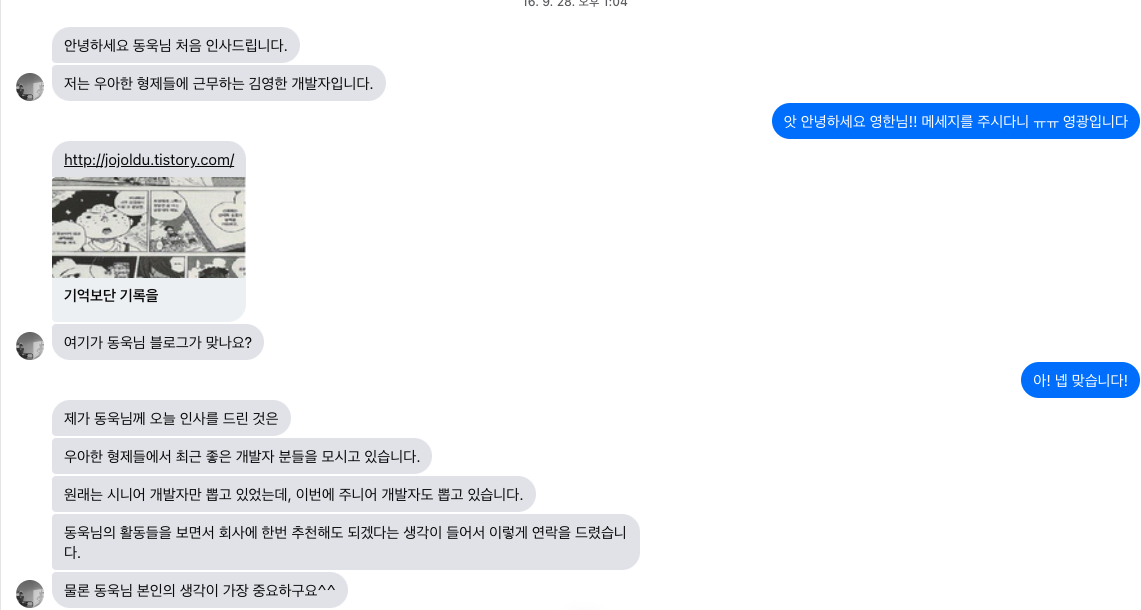 16. 9. 28. 오후 1:04
안녕하세요 동욱님 처음 인사드립니다.
저는 우아한 형제들에 근무하는 김영한 개발자입니다.
앗 안녕하세요 영한님!! 메세지를 주시다니 ㅠㅠ 영광입니다
http://jojoldu.tistory.com/
기억보단 기록을
여기가 동욱님 블로그가 맞나요?
아! 넵 맞습니다!
제가 동욱님께 오늘 인사를 드린 것은
우아한 형제들에서 최근 좋은 개발자 분들을 모시고 있습니다.
원래는 시니어 개발자만 뽑고 있었는데, 이번에 주니어 개발자도 뽑고 있습니다.
동욱님의 활동들을 보면서 회사에 한번 추천해도 되겠다는 생각이 들어서 이렇게 연락을 드렸습니
다.
물론 동욱님 본인의 생각이 가장 중요하구요^^